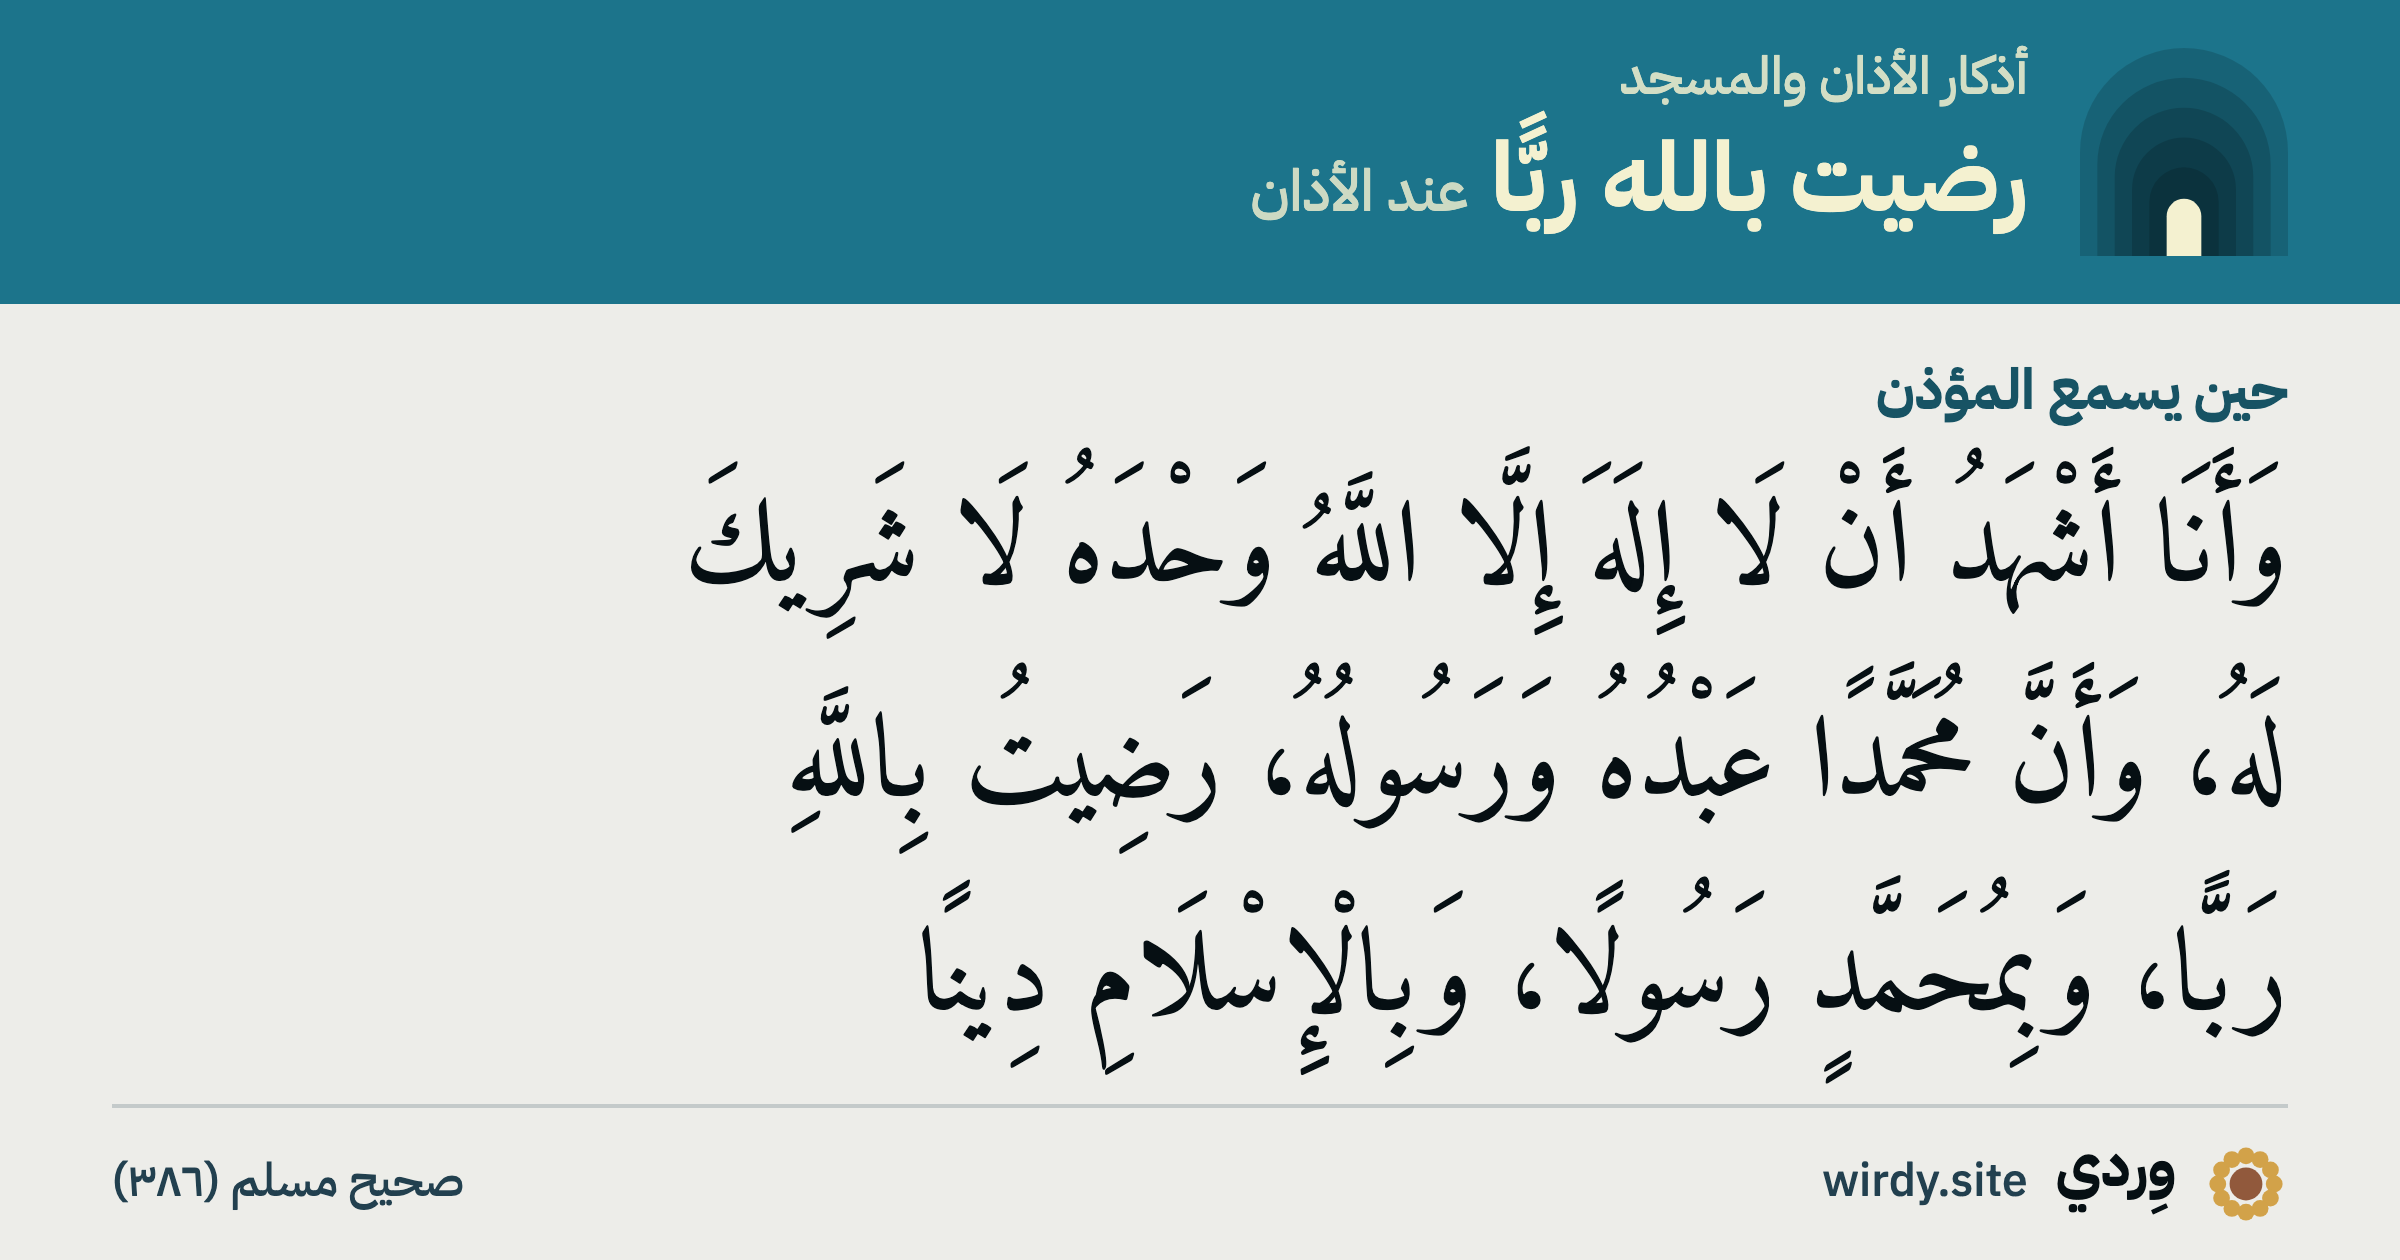 أذكار الأذان والمسجد
رضيت بالله ربًّا عند الأذان
حين يسمع المؤذن
وَأَنَا أَشْهَدُ أَنْ لَا إِلَهَ إِلَّا اللَّهُ وَحْدَهُ لَا شَرِيكَ
لَهُ، وَأَنَّ مُحَمَّدًا عَبْدُهُ وَرَسُولُهُ، رَضِيتُ بِاللَّهِ
رَبًّا، وَبِمُحَمَّدٍ رَسُولًا، وَبِالْإِسْلَامِ دِينًا
وِردي wirdy.site
صحيح مسلم (٣٨٦)